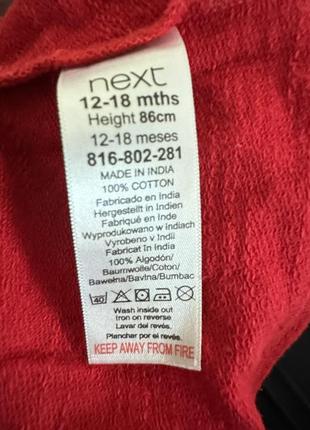 next
12-18 mths
Height 86cm
12-18 meses
816-802-281
MADE IN INDIA
100% COTTON
Fabricado en India
Hergestellt in Indien
Fabriqué en Inde
Wyprodukowano w Indiach
Vyrobeno v Indii
Fabricat în India
100% Algodón/
Baumwolle/Coton/
Bawełna/Bavlna/Bumbac
40
Wash inside out
Iron on reverse
Lavar del revés.
Planchar por el revés.
KEEP AWAY FROM FIRE